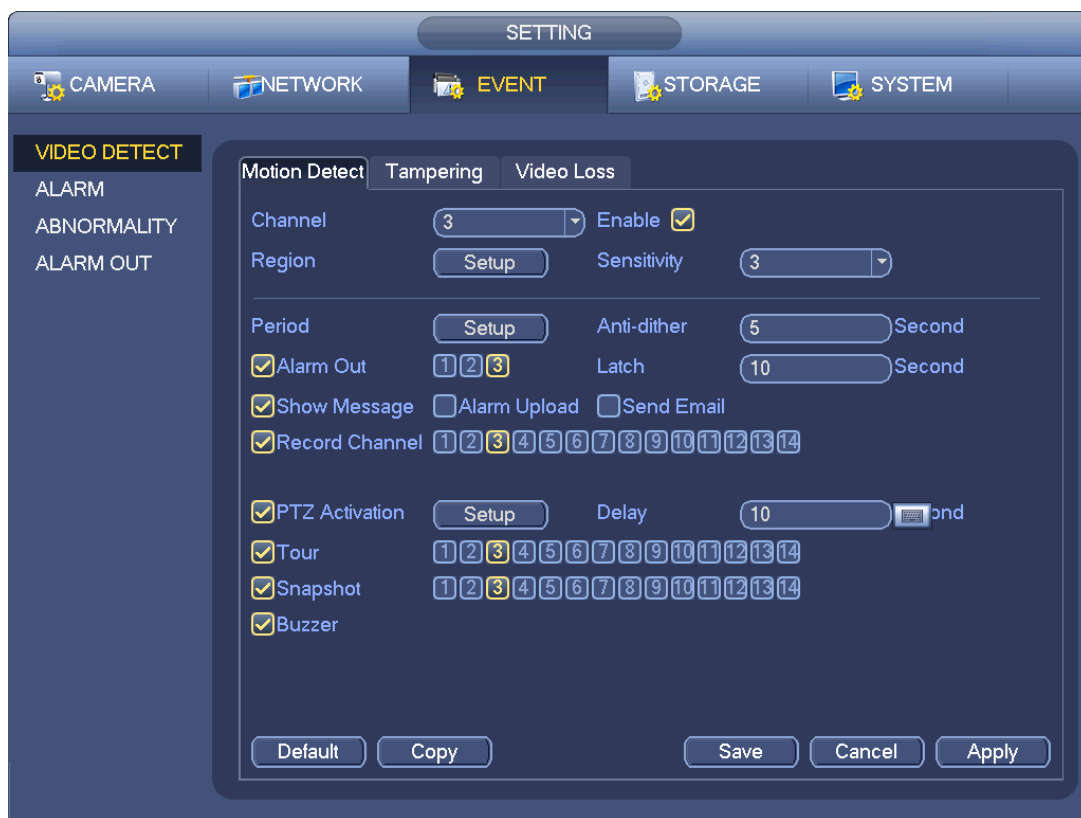 SETTING
CAMERA NETWORK EVENT STORAGE SYSTEM
VIDEO DETECT
ALARM
ABNORMALITY
ALARM OUT
Motion Detect Tampering Video Loss
Channel 3 Enable
Region Setup Sensitivity 3
Period Setup Anti-dither 5 Second
Alarm Out 1 2 3 Latch 10 Second
Show Message Alarm Upload Send Email
Record Channel 1 2 3 4 5 6 7 8 9 10 11 12 13 14
PTZ Activation Setup Delay 10 ond
Tour 1 2 3 4 5 6 7 8 9 10 11 12 13 14
Snapshot 1 2 3 4 5 6 7 8 9 10 11 12 13 14
Buzzer
Default Copy Save Cancel Apply